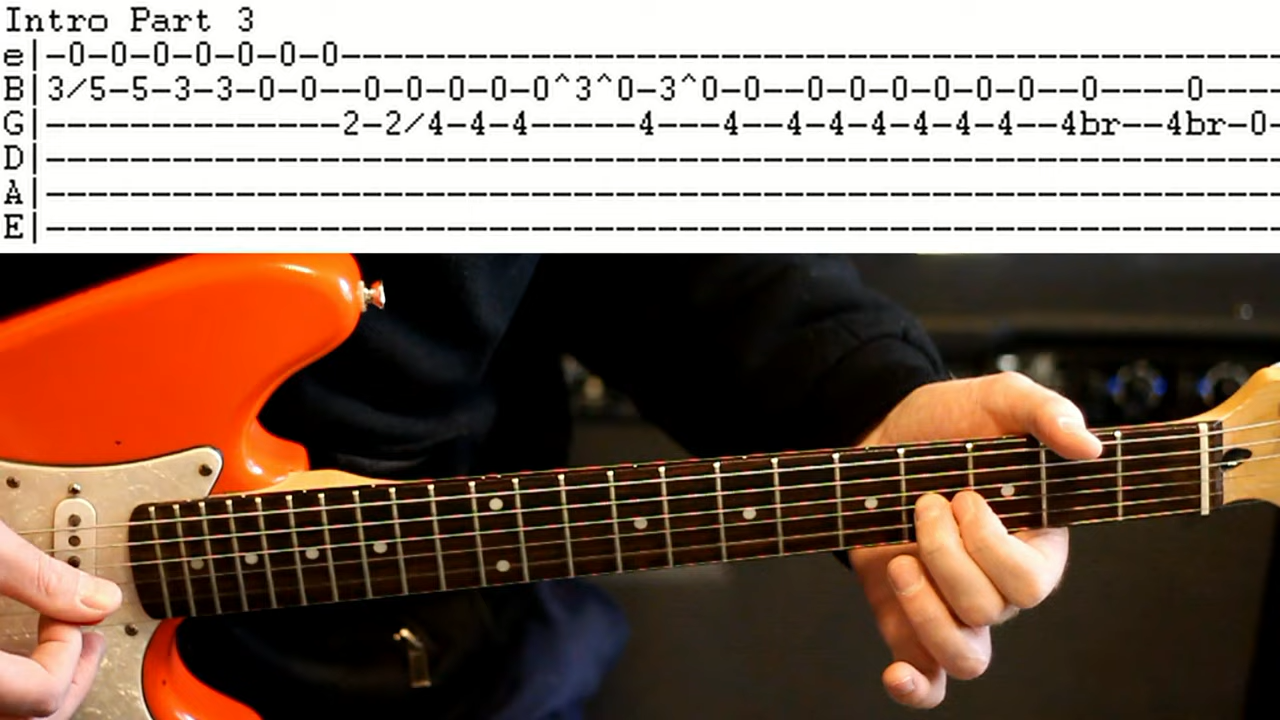 Intro Part 3
e|-0-0-0-0-0-0-0---------------------------------------------
B|3/5-5-3-3-0-0--0-0-0-0-0^3^0-3^0-0--0-0-0-0-0-0--0----0----
G|--------------2-2/4-4-4-----4---4--4-4-4-4-4-4--4br--4br-0-
D|-----------------------------------------------------------
A|-----------------------------------------------------------
E|-----------------------------------------------------------